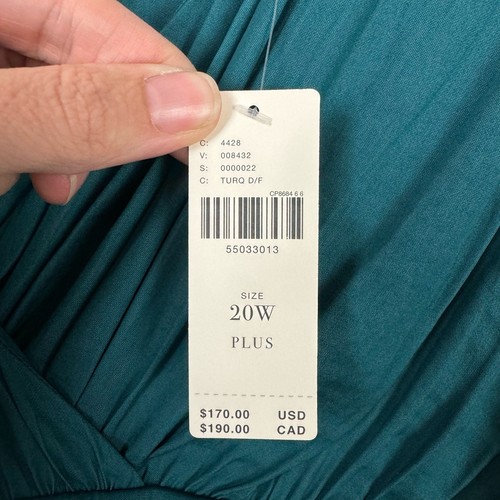 C: 4428
V: 008432
S: 0000022
C: TURQ D/F
CP8684 6 6
55033013
SIZE
20W
PLUS
$170.00 USD
$190.00 CAD